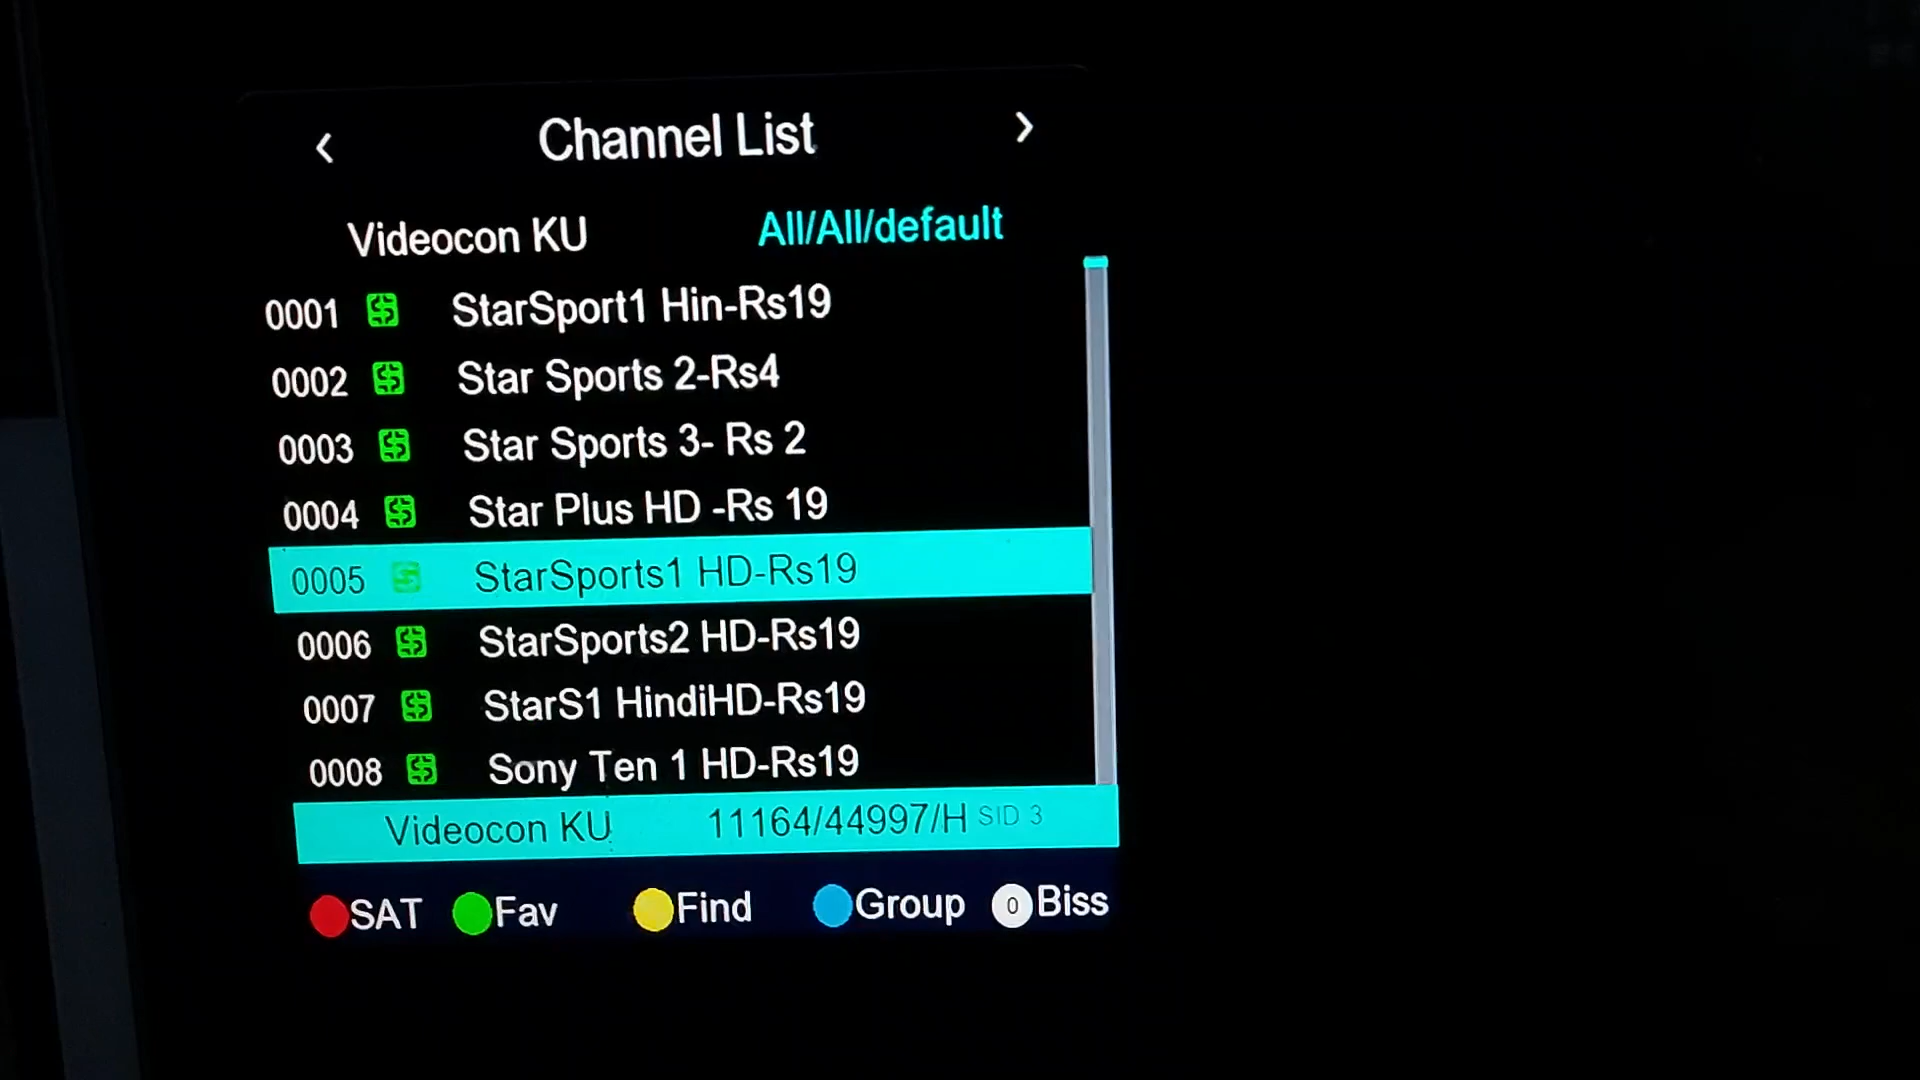 ‹ Channel List ›
Videocon KU All/All/default
0001 $ StarSport1 Hin-Rs19
0002 $ Star Sports 2-Rs4
0003 $ Star Sports 3- Rs 2
0004 $ Star Plus HD -Rs 19
0005 $ StarSports1 HD-Rs19
0006 $ StarSports2 HD-Rs19
0007 $ StarS1 HindiHD-Rs19
0008 $ Sony Ten 1 HD-Rs19
Videocon KU 11164/44997/H SID 3
SAT Fav Find Group 0 Biss